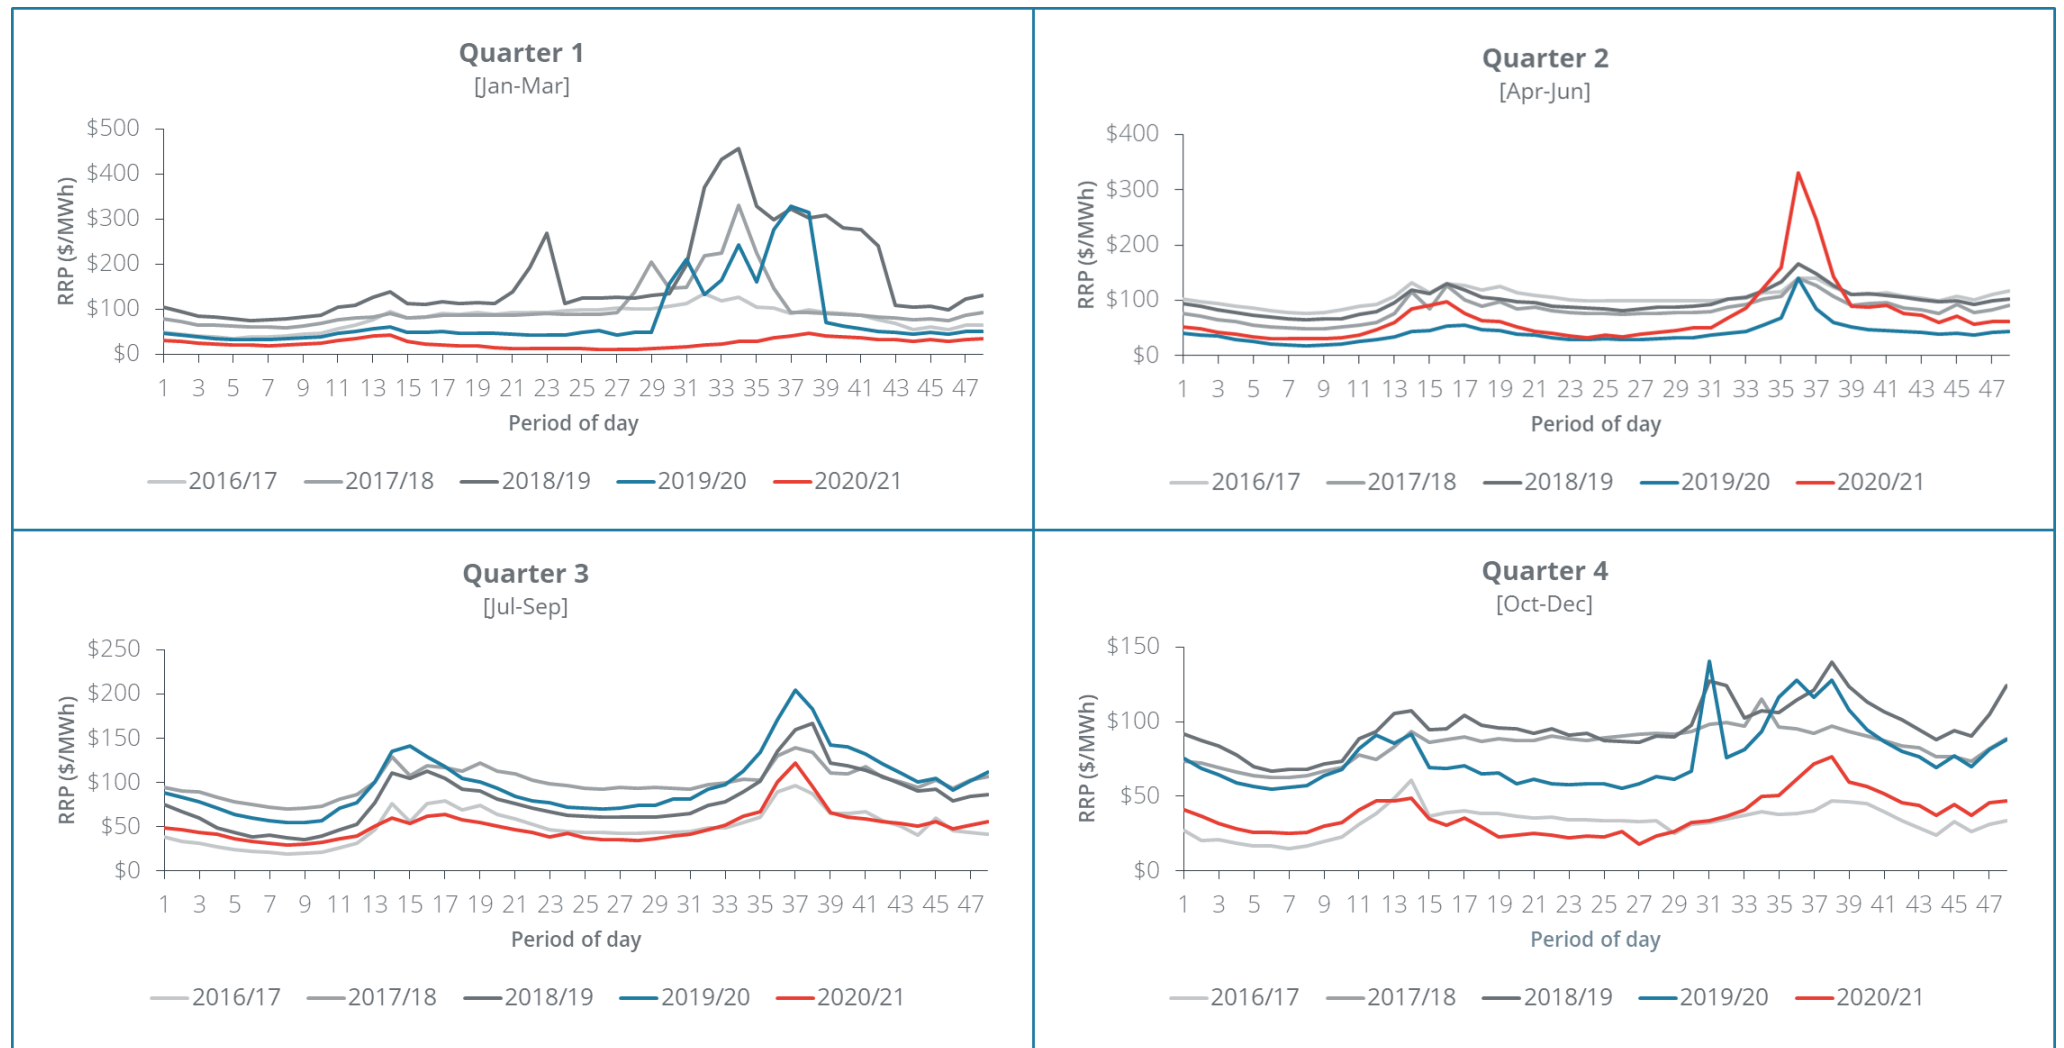 Quarter 1
[Jan-Mar]
$500
$400
$300
$200
$100
$0
RRP ($/MWh)
1 3 5 7 9 11 13 15 17 19 21 23 25 27 29 31 33 35 37 39 41 43 45 47
Period of day
2016/17 2017/18 2018/19 2019/20 2020/21
Quarter 2
[Apr-Jun]
$400
$300
$200
$100
$0
RRP ($/MWh)
1 3 5 7 9 11 13 15 17 19 21 23 25 27 29 31 33 35 37 39 41 43 45 47
Period of day
2016/17 2017/18 2018/19 2019/20 2020/21
Quarter 3
[Jul-Sep]
$250
$200
$150
$100
$50
$0
RRP ($/MWh)
1 3 5 7 9 11 13 15 17 19 21 23 25 27 29 31 33 35 37 39 41 43 45 47
Period of day
2016/17 2017/18 2018/19 2019/20 2020/21
Quarter 4
[Oct-Dec]
$150
$100
$50
$0
RRP ($/MWh)
1 3 5 7 9 11 13 15 17 19 21 23 25 27 29 31 33 35 37 39 41 43 45 47
Period of day
2016/17 2017/18 2018/19 2019/20 2020/21